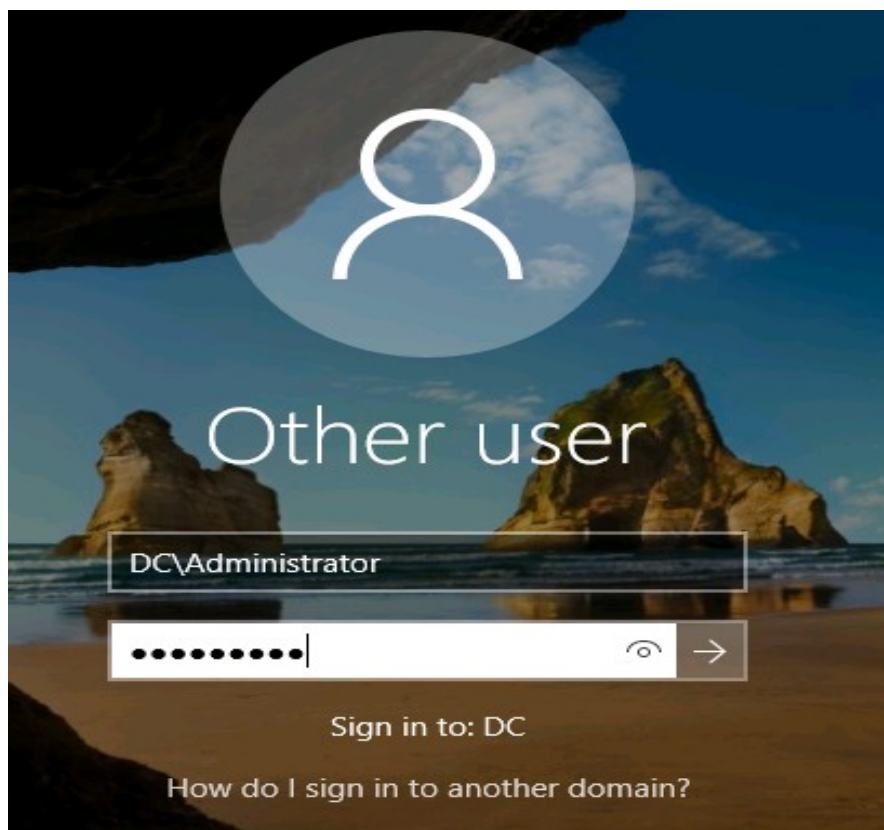 Other user
DC\Administrator
•••••••••
Sign in to: DC
How do I sign in to another domain?